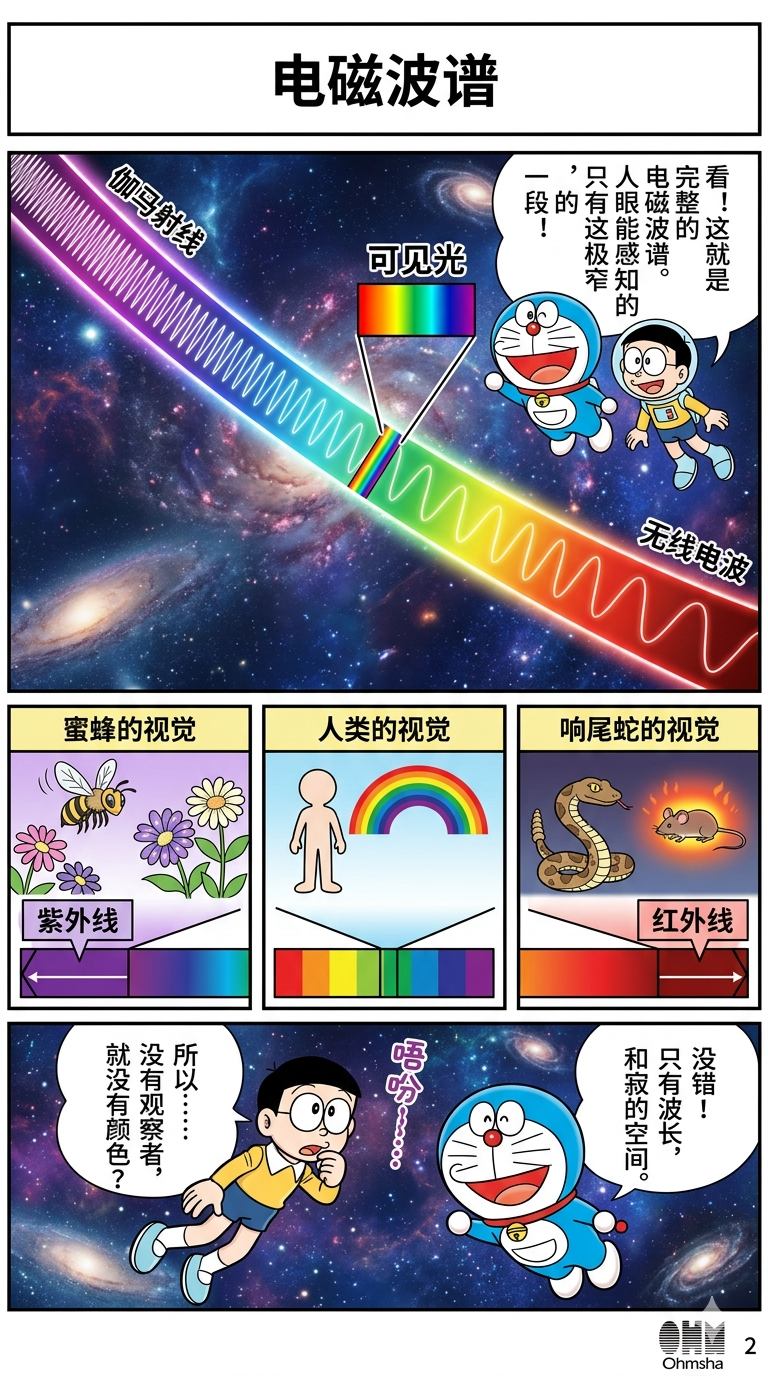 电磁波谱
伽马射线
可见光
看！这就是
完整的
电磁波谱。
人眼能感知的
只有这极窄
，的
一段！
无线电波
蜜蜂的视觉
紫外线
人类的视觉
响尾蛇的视觉
红外线
所以……
没有观察者，
就没有颜色？
唔吩～……
没错！
只有波长，
和寂的空间。
OHM
Ohmsha
2